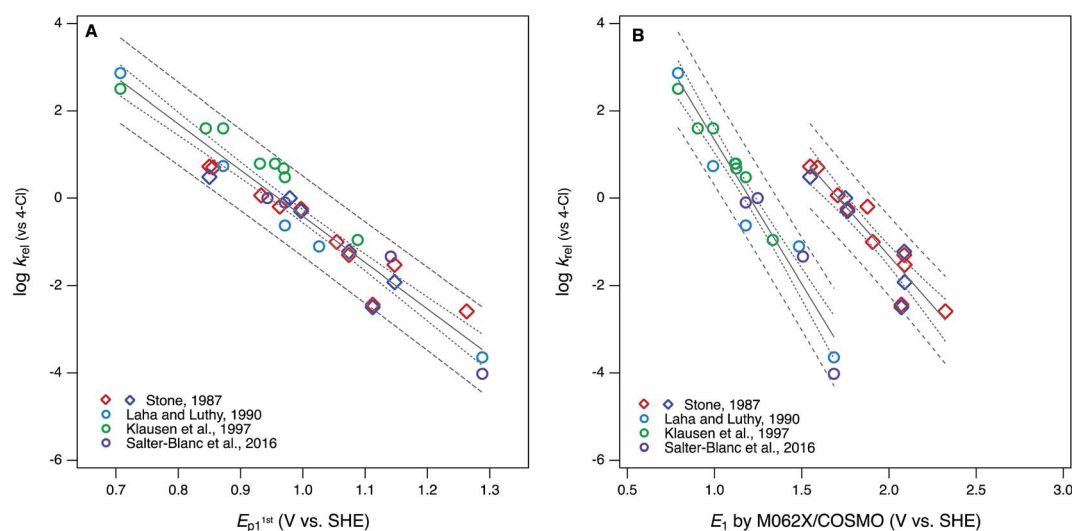 A
4
2
0
-2
-4
-6
log krel (vs 4-Cl)
Stone, 1987
Laha and Luthy, 1990
Klausen et al., 1997
Salter-Blanc et al., 2016
0.7 0.8 0.9 1.0 1.1 1.2 1.3
Ep1 1st (V vs. SHE)
B
4
2
0
-2
-4
-6
log krel (vs 4-Cl)
Stone, 1987
Laha and Luthy, 1990
Klausen et al., 1997
Salter-Blanc et al., 2016
0.5 1.0 1.5 2.0 2.5 3.0
E1 by M062X/COSMO (V vs. SHE)